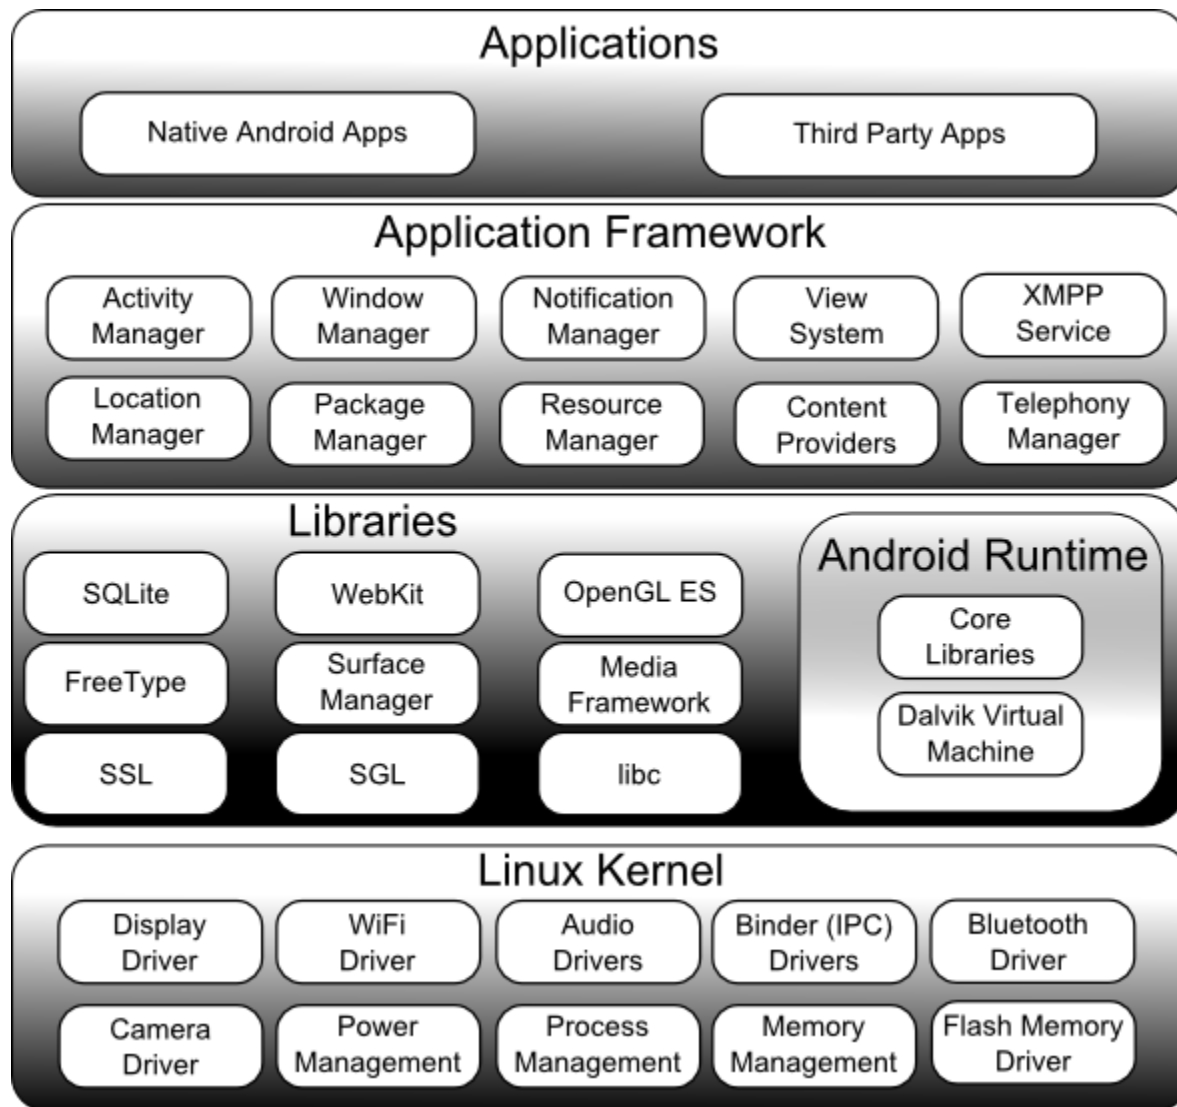 Applications
Native Android Apps
Third Party Apps
Application Framework
Activity
Manager
Window
Manager
Notification
Manager
View
System
XMPP
Service
Location
Manager
Package
Manager
Resource
Manager
Content
Providers
Telephony
Manager
Libraries
SQLite
WebKit
OpenGL ES
FreeType
Surface
Manager
Media
Framework
SSL
SGL
libc
Android Runtime
Core
Libraries
Dalvik Virtual
Machine
Linux Kernel
Display
Driver
WiFi
Driver
Audio
Drivers
Binder (IPC)
Drivers
Bluetooth
Driver
Camera
Driver
Power
Management
Process
Management
Memory
Management
Flash Memory
Driver